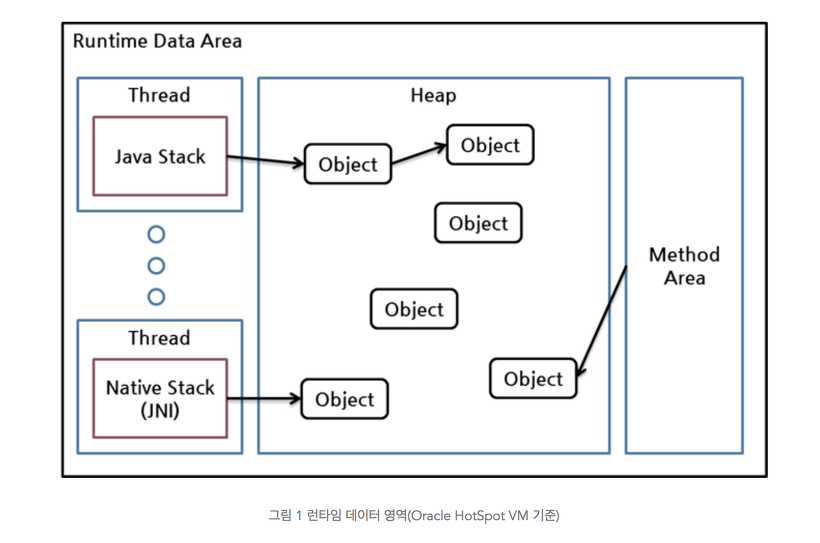 Runtime Data Area
Thread
Java Stack
Heap
Object
Object
Object
Object
Method
Area
Thread
Native Stack
(JNI)
Object
Object
그림 1 런타임 데이터 영역(Oracle HotSpot VM 기준)